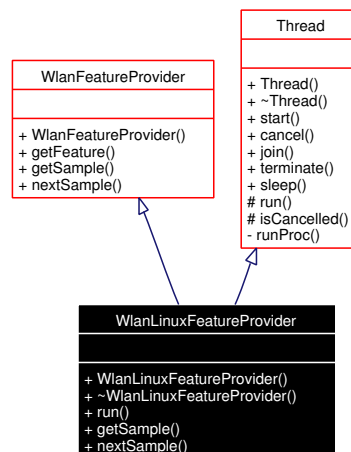 Thread
+ Thread()
+ ~Thread()
+ start()
+ cancel()
+ join()
+ terminate()
+ sleep()
# run()
# isCancelled()
- runProc()
WlanFeatureProvider
+ WlanFeatureProvider()
+ getFeature()
+ getSample()
+ nextSample()
WlanLinuxFeatureProvider
+ WlanLinuxFeatureProvider()
+ ~WlanLinuxFeatureProvider()
+ run()
+ getSample()
+ nextSample()